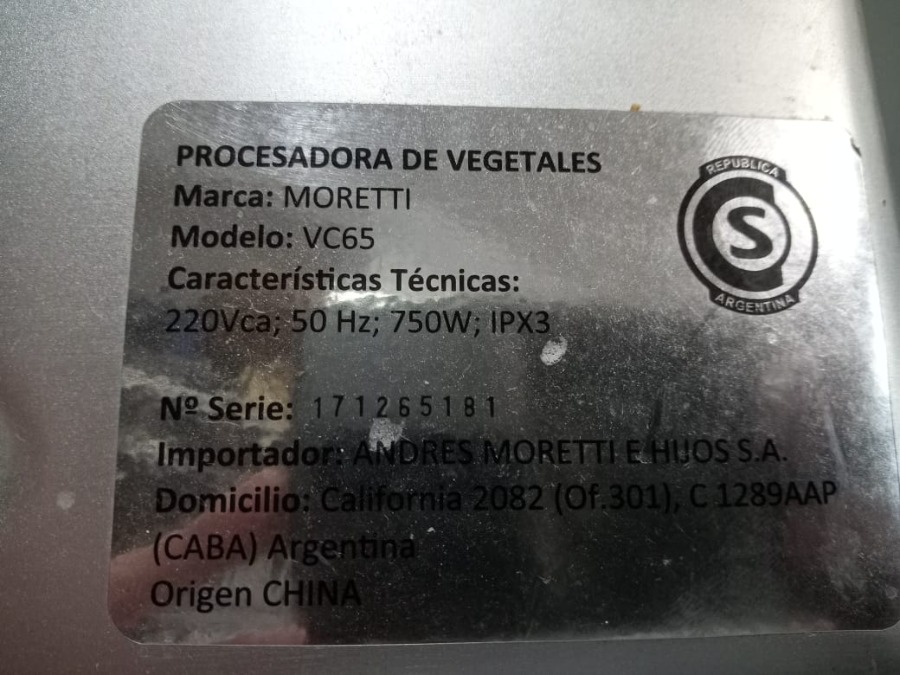 PROCESADORA DE VEGETALES
Marca: MORETTI
Modelo: VC65
Características Técnicas:
220Vca; 50 Hz; 750W; IPX3
Nº Serie: 171265181
Importador: ANDRES MORETTI E HIJOS S.A.
Domicilio: California 2082 (Of.301), C 1289AAP
(CABA) Argentina
Origen CHINA
REPUBLICA
S
ARGENTINA